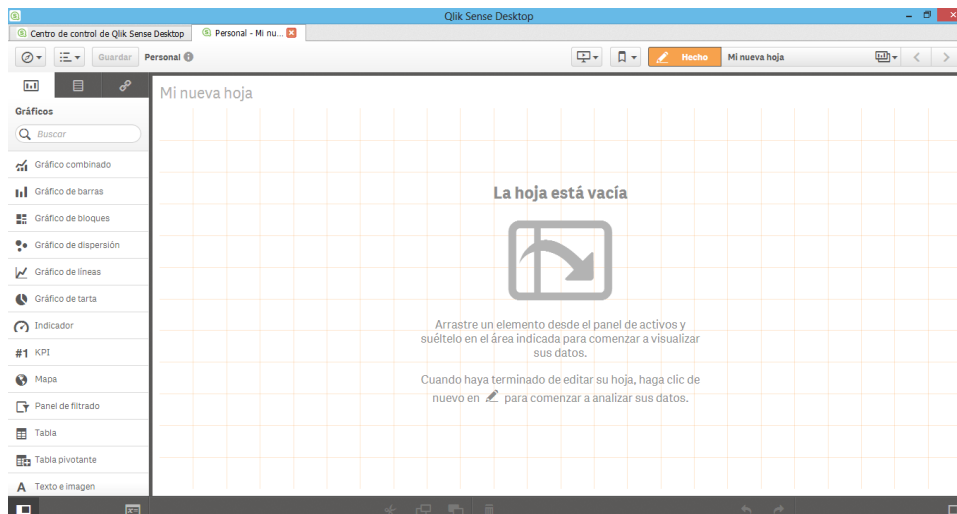 Qlik Sense Desktop
Centro de control de Qlik Sense Desktop
Personal - Mi nu...
Guardar
Personal
Hecho
Mi nueva hoja
Mi nueva hoja
Gráficos
Buscar
Gráfico combinado
Gráfico de barras
Gráfico de bloques
Gráfico de dispersión
Gráfico de líneas
Gráfico de tarta
Indicador
#1 KPI
Mapa
Panel de filtrado
Tabla
Tabla pivotante
A Texto e imagen
La hoja está vacía
Arrastre un elemento desde el panel de activos y
suéltelo en el área indicada para comenzar a visualizar
sus datos.
Cuando haya terminado de editar su hoja, haga clic de
nuevo en para comenzar a analizar sus datos.